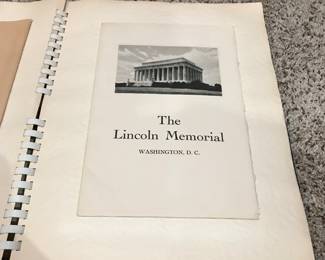 The
Lincoln Memorial
WASHINGTON, D. C.